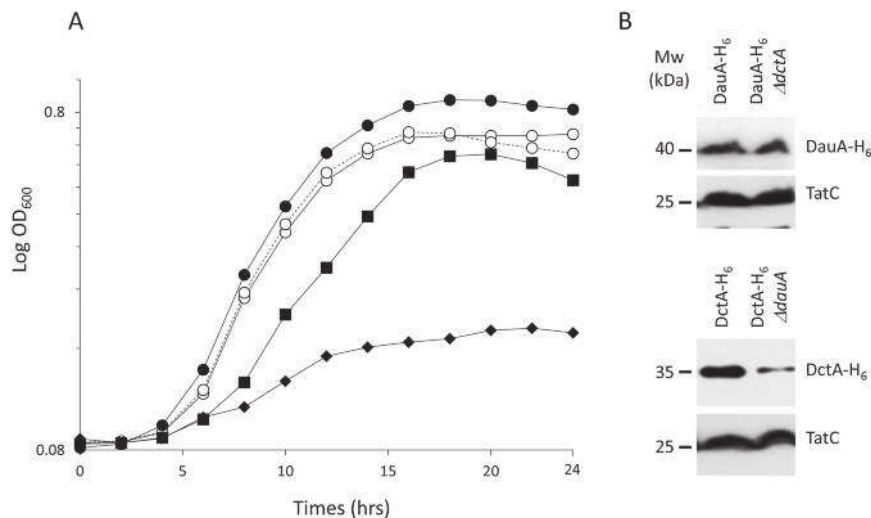 A
Log OD600
0.8
0.08
0
5
10
15
20
24
Times (hrs)
B
Mw
(kDa)
DauA-H6
DauA-H6
ΔdctA
40
DauA-H6
25
TatC
DctA-H6
DctA-H6
ΔdauA
35
DctA-H6
25
TatC